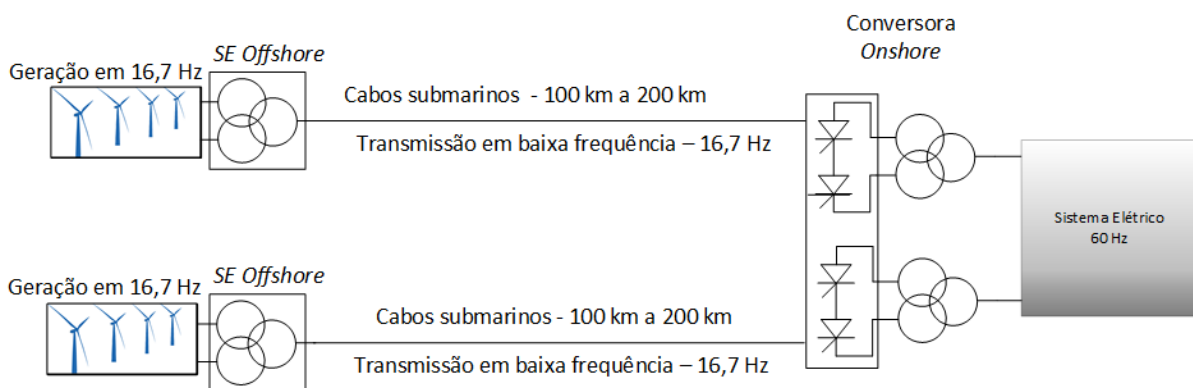 Conversora
Onshore
SE Offshore
Geração em 16,7 Hz
Cabos submarinos - 100 km a 200 km
Transmissão em baixa frequência – 16,7 Hz
Sistema Elétrico
60 Hz
SE Offshore
Geração em 16,7 Hz
Cabos submarinos - 100 km a 200 km
Transmissão em baixa frequência – 16,7 Hz